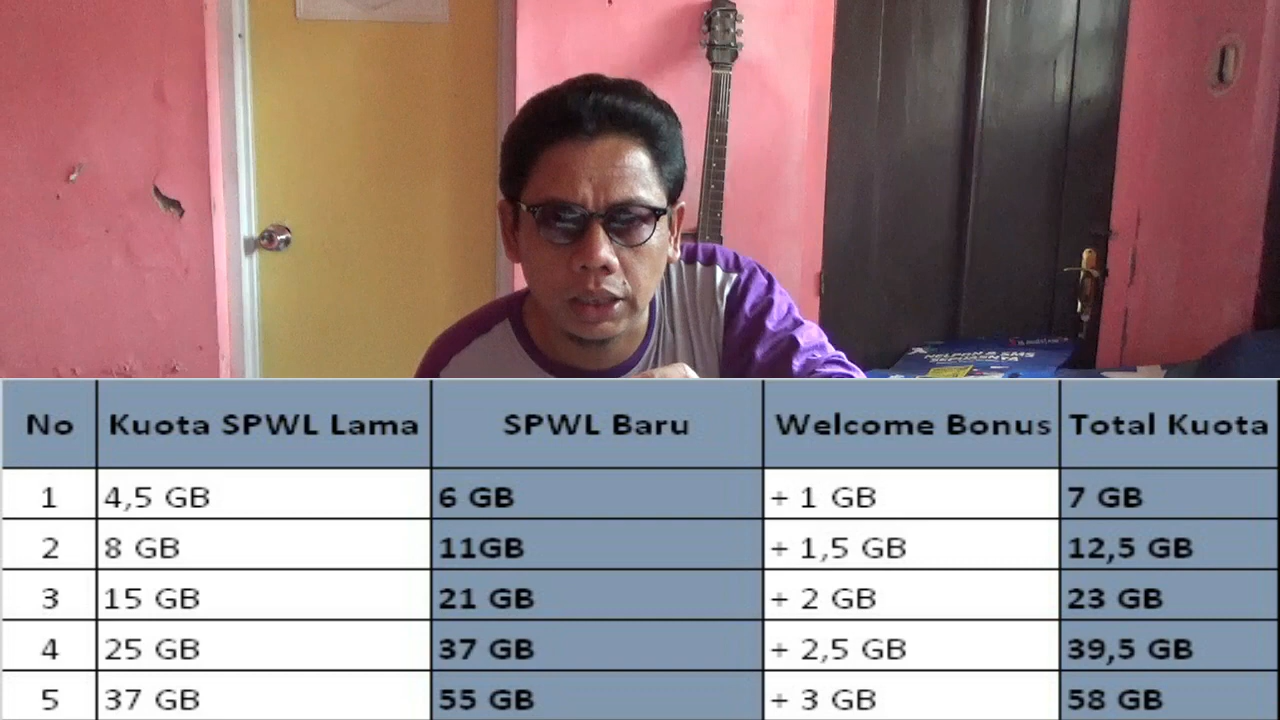 NELPON & SMS
SEPUASNYA
No Kuota SPWL Lama SPWL Baru Welcome Bonus Total Kuota
1 4,5 GB 6 GB + 1 GB 7 GB
2 8 GB 11GB + 1,5 GB 12,5 GB
3 15 GB 21 GB + 2 GB 23 GB
4 25 GB 37 GB + 2,5 GB 39,5 GB
5 37 GB 55 GB + 3 GB 58 GB